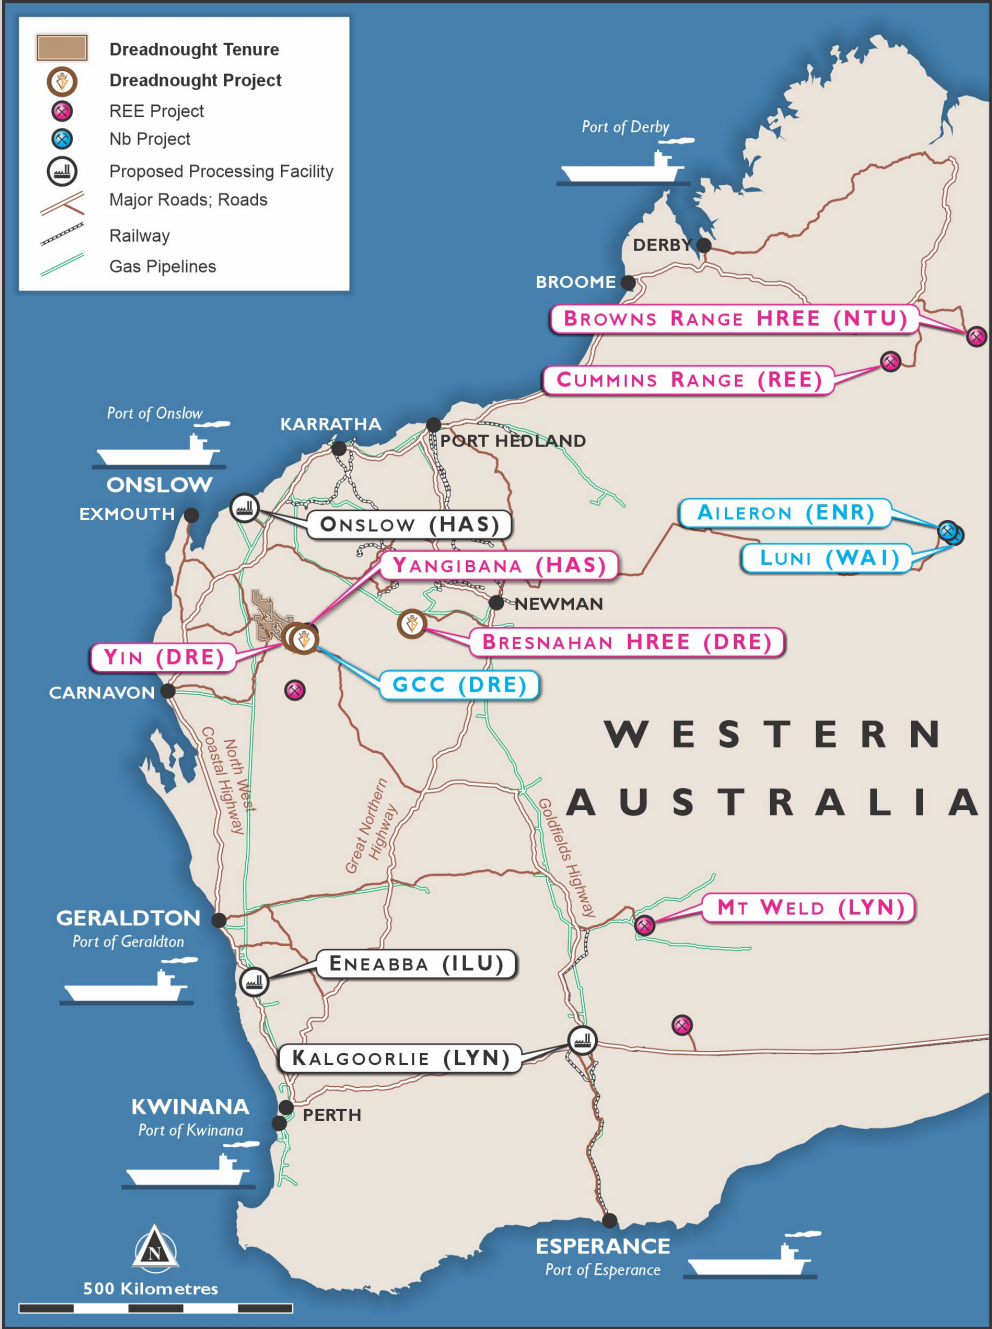 Dreadnought Tenure
Dreadnought Project
REE Project
Nb Project
Proposed Processing Facility
Major Roads; Roads
Railway
Gas Pipelines
Port of Derby
DERBY
BROOME
BROWNS RANGE HREE (NTU)
CUMMINS RANGE (REE)
Port of Onslow
KARRATHA
PORT HEDLAND
ONSLOW
EXMOUTH
ONSLOW (HAS)
AILERON (ENR)
LUNI (WAI)
YANGIBANA (HAS)
NEWMAN
BRESNAHAN HREE (DRE)
YIN (DRE)
GCC (DRE)
CARNAVON
WESTERN
AUSTRALIA
North West
Coastal Highway
Great Northern
Highway
Goldfields Highway
MT WELD (LYN)
GERALDTON
Port of Geraldton
ENEABBA (ILU)
KALGOORLIE (LYN)
KWINANA
Port of Kwinana
PERTH
ESPERANCE
Port of Esperance
N
500 Kilometres